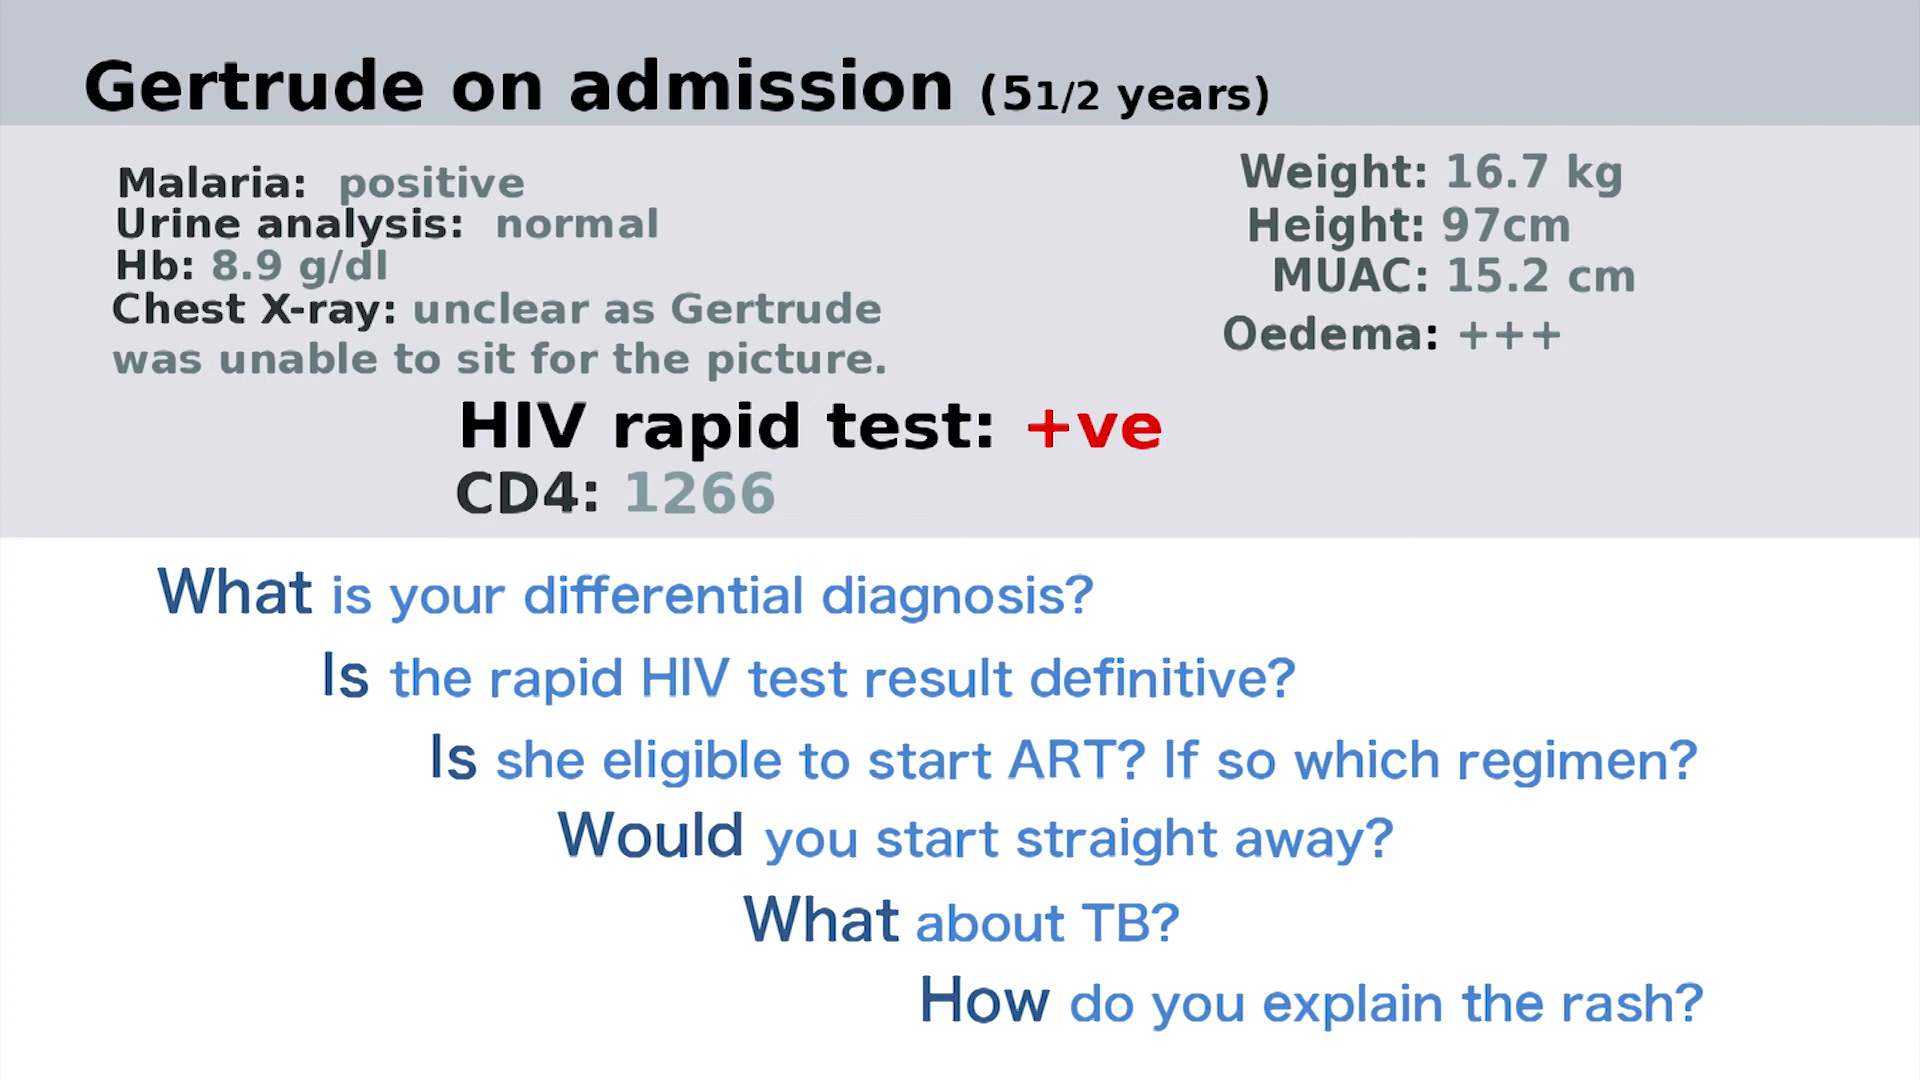 Gertrude on admission (51/2 years)
Malaria: positive
Urine analysis: normal
Hb: 8.9 g/dl
Chest X-ray: unclear as Gertrude
was unable to sit for the picture.
Weight: 16.7 kg
Height: 97cm
MUAC: 15.2 cm
Oedema: +++
HIV rapid test: +ve
CD4: 1266
What is your differential diagnosis?
Is the rapid HIV test result definitive?
Is she eligible to start ART? If so which regimen?
Would you start straight away?
What about TB?
How do you explain the rash?